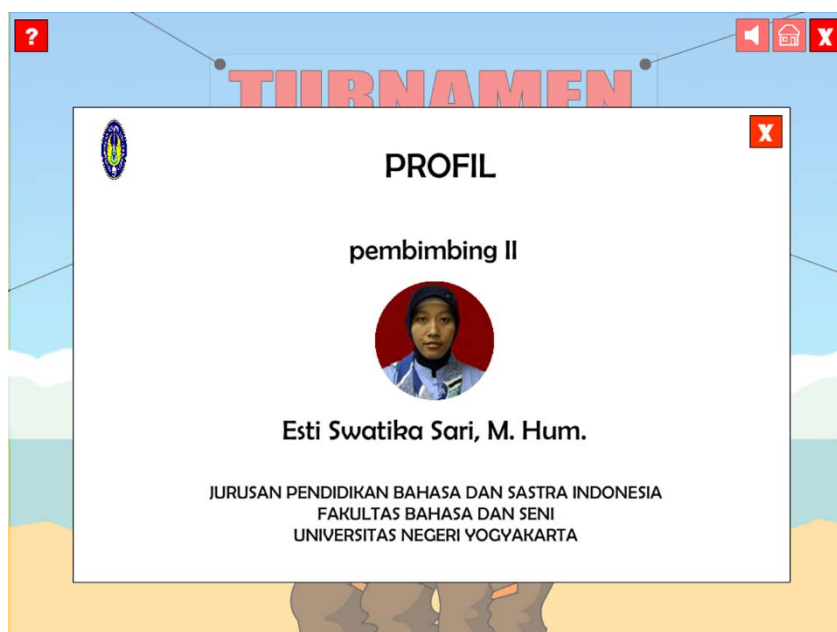 ?
X
TURNAMEN
X
PROFIL
pembimbing II
Esti Swatika Sari, M. Hum.
JURUSAN PENDIDIKAN BAHASA DAN SASTRA INDONESIA
FAKULTAS BAHASA DAN SENI
UNIVERSITAS NEGERI YOGYAKARTA